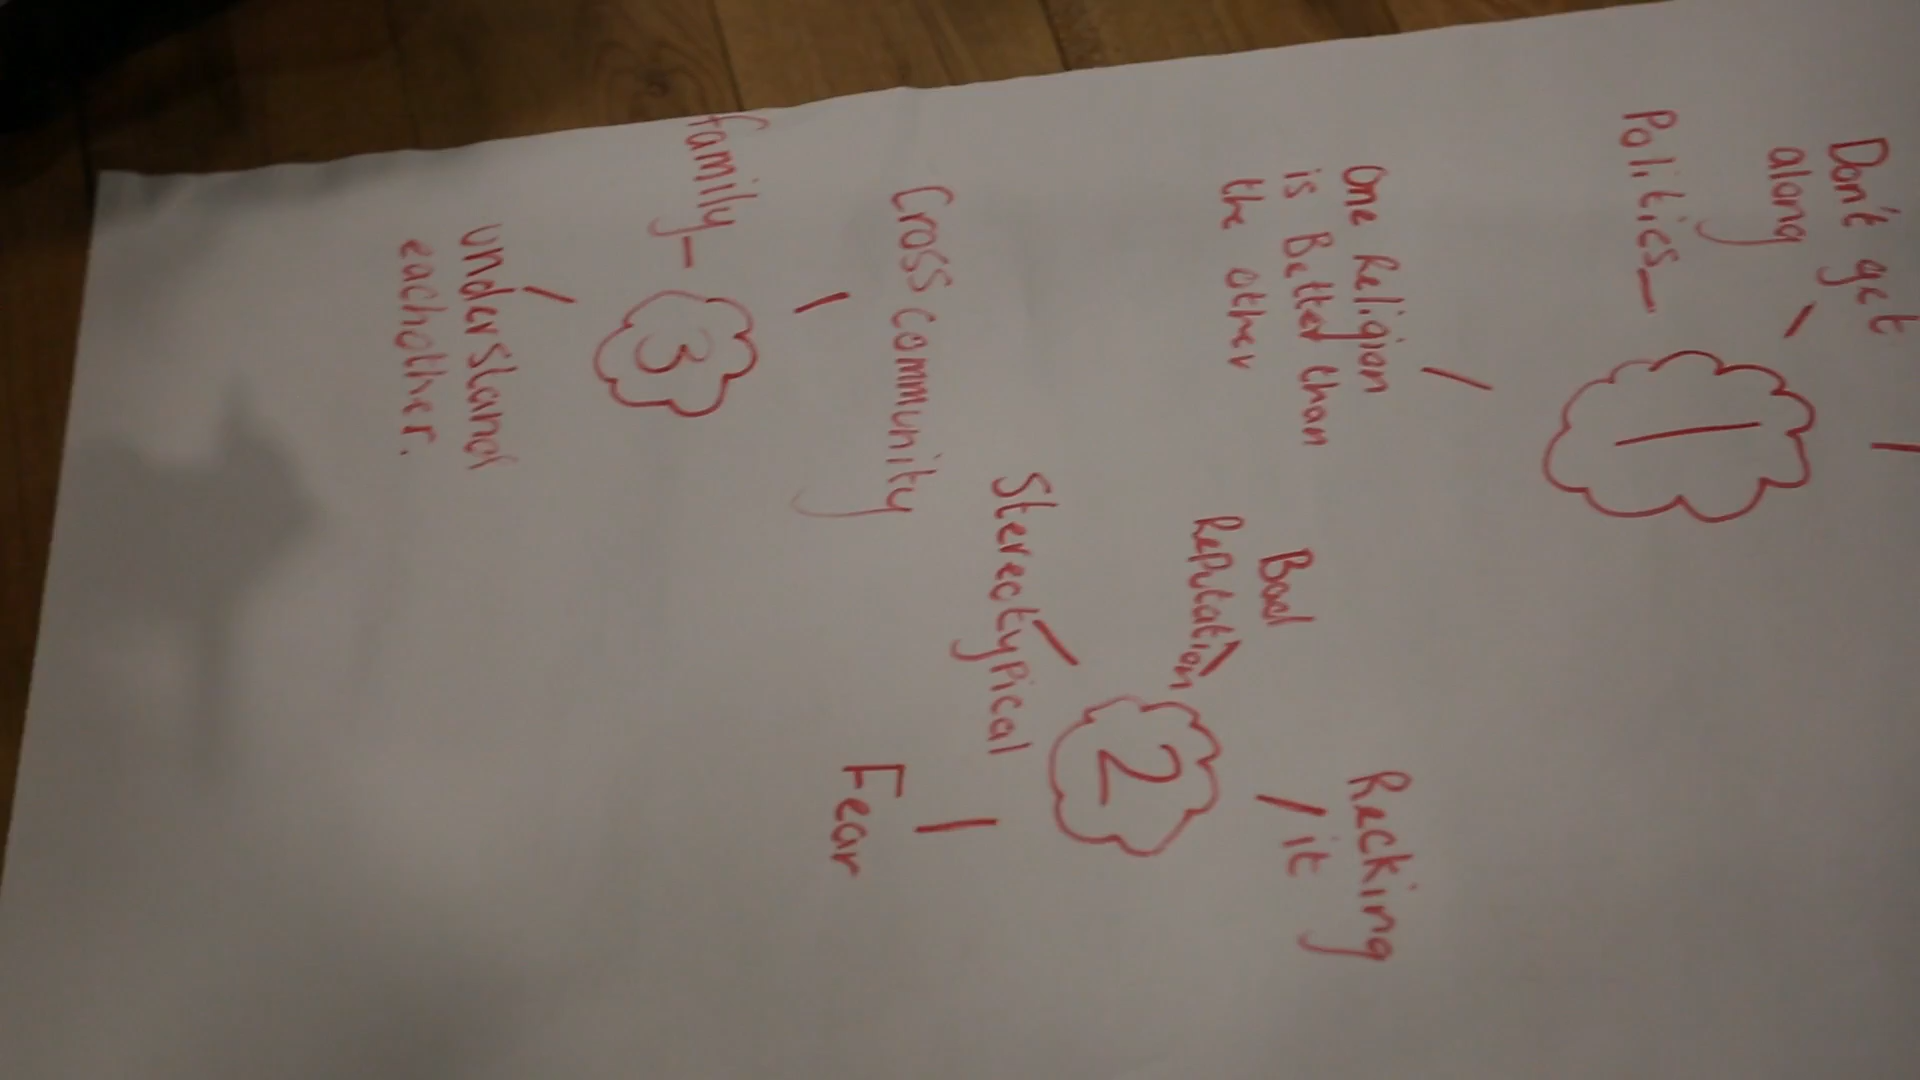 Don't get
along
Politics
1
One Religion
is Better than
the other
Recking
it
Bad
Reputation
2
Stereotypical
Fear
Cross community
family
3
understand
eachother.